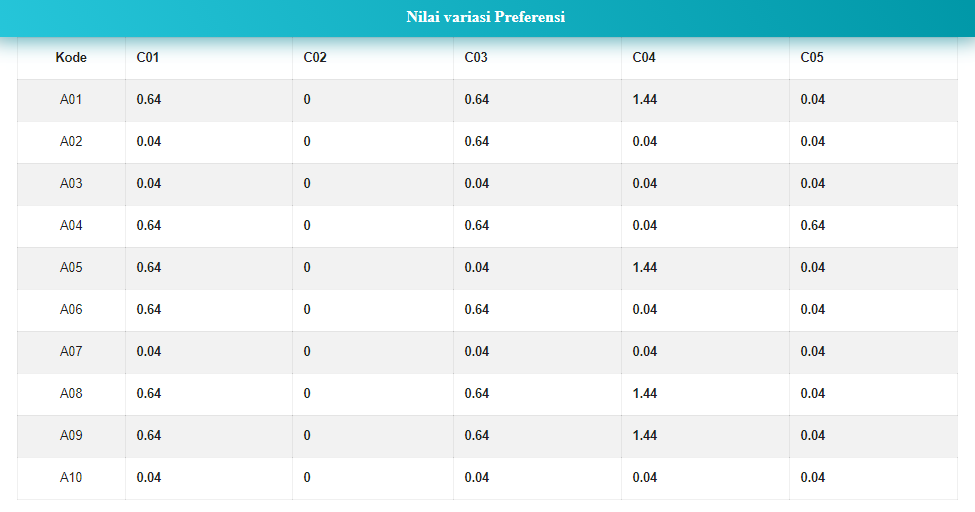 Nilai variasi Preferensi
Kode C01 C02 C03 C04 C05
A01 0.64 0 0.64 1.44 0.04
A02 0.04 0 0.64 0.04 0.04
A03 0.04 0 0.04 0.04 0.04
A04 0.64 0 0.64 0.04 0.64
A05 0.64 0 0.04 1.44 0.04
A06 0.64 0 0.64 0.04 0.04
A07 0.04 0 0.04 0.04 0.04
A08 0.64 0 0.64 1.44 0.04
A09 0.64 0 0.64 1.44 0.04
A10 0.04 0 0.04 0.04 0.04